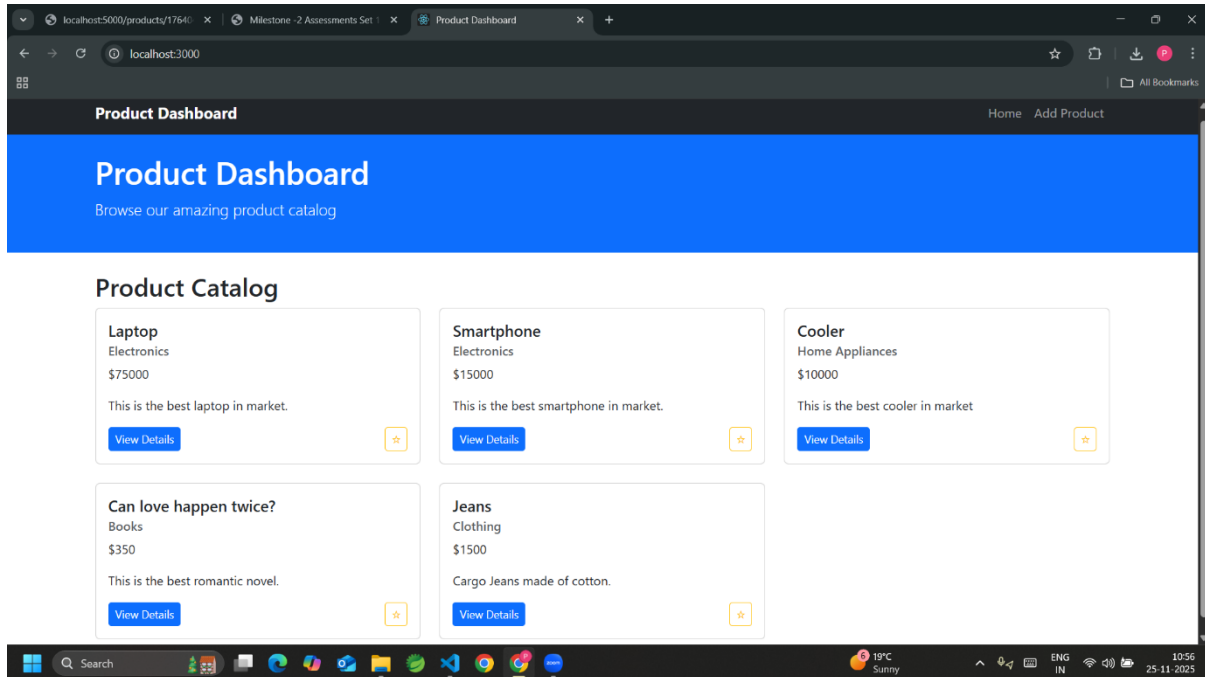 localhost:5000/products/17640
Milestone -2 Assessments Set 1
Product Dashboard
localhost:3000
P
All Bookmarks
Product Dashboard
Home Add Product
Product Dashboard
Browse our amazing product catalog
Product Catalog
Laptop
Electronics
$75000
This is the best laptop in market.
View Details
Smartphone
Electronics
$15000
This is the best smartphone in market.
View Details
Cooler
Home Appliances
$10000
This is the best cooler in market
View Details
Can love happen twice?
Books
$350
This is the best romantic novel.
View Details
Jeans
Clothing
$1500
Cargo Jeans made of cotton.
View Details
Search
zoom
6
19°C
Sunny
ENG
IN
10:56
25-11-2025